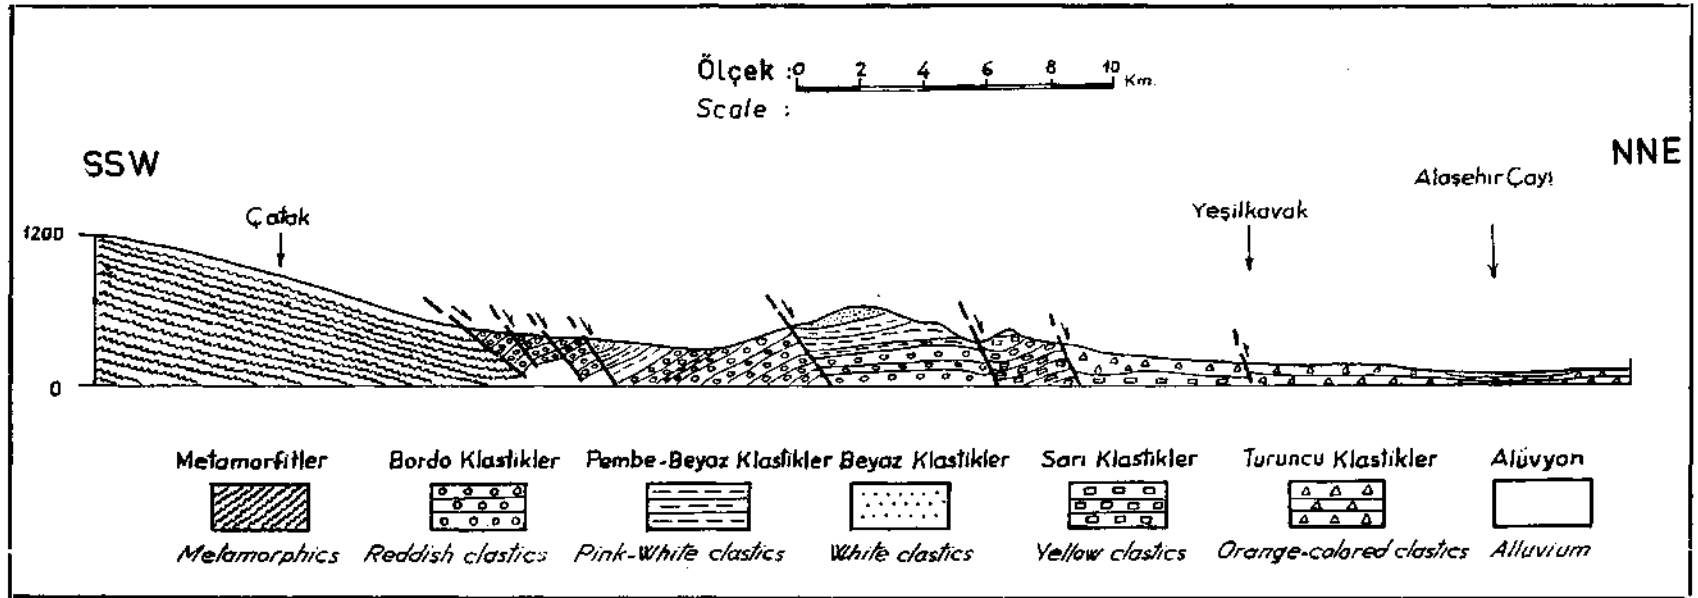 Ölçek : 0 2 4 6 8 10 Km.
Scale :
SSW
NNE
Alaşehir Çayı
Çatak
Yeşilkavak
1200
0
Metamorfitler Bordo Klastikler Pembe-Beyaz Klastikler Beyaz Klastikler Sarı Klastikler Turuncu Klastikler Alüvyon
Metamorphics Reddish clastics Pink-White clastics White clastics Yellow clastics Orange-colored clastics Alluvium